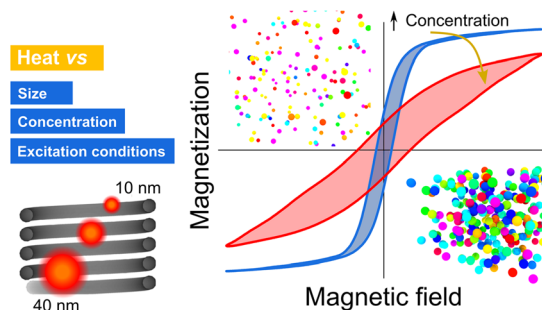 Heat vs
Size
Concentration
Excitation conditions
10 nm
40 nm
Concentration
Magnetization
Magnetic field